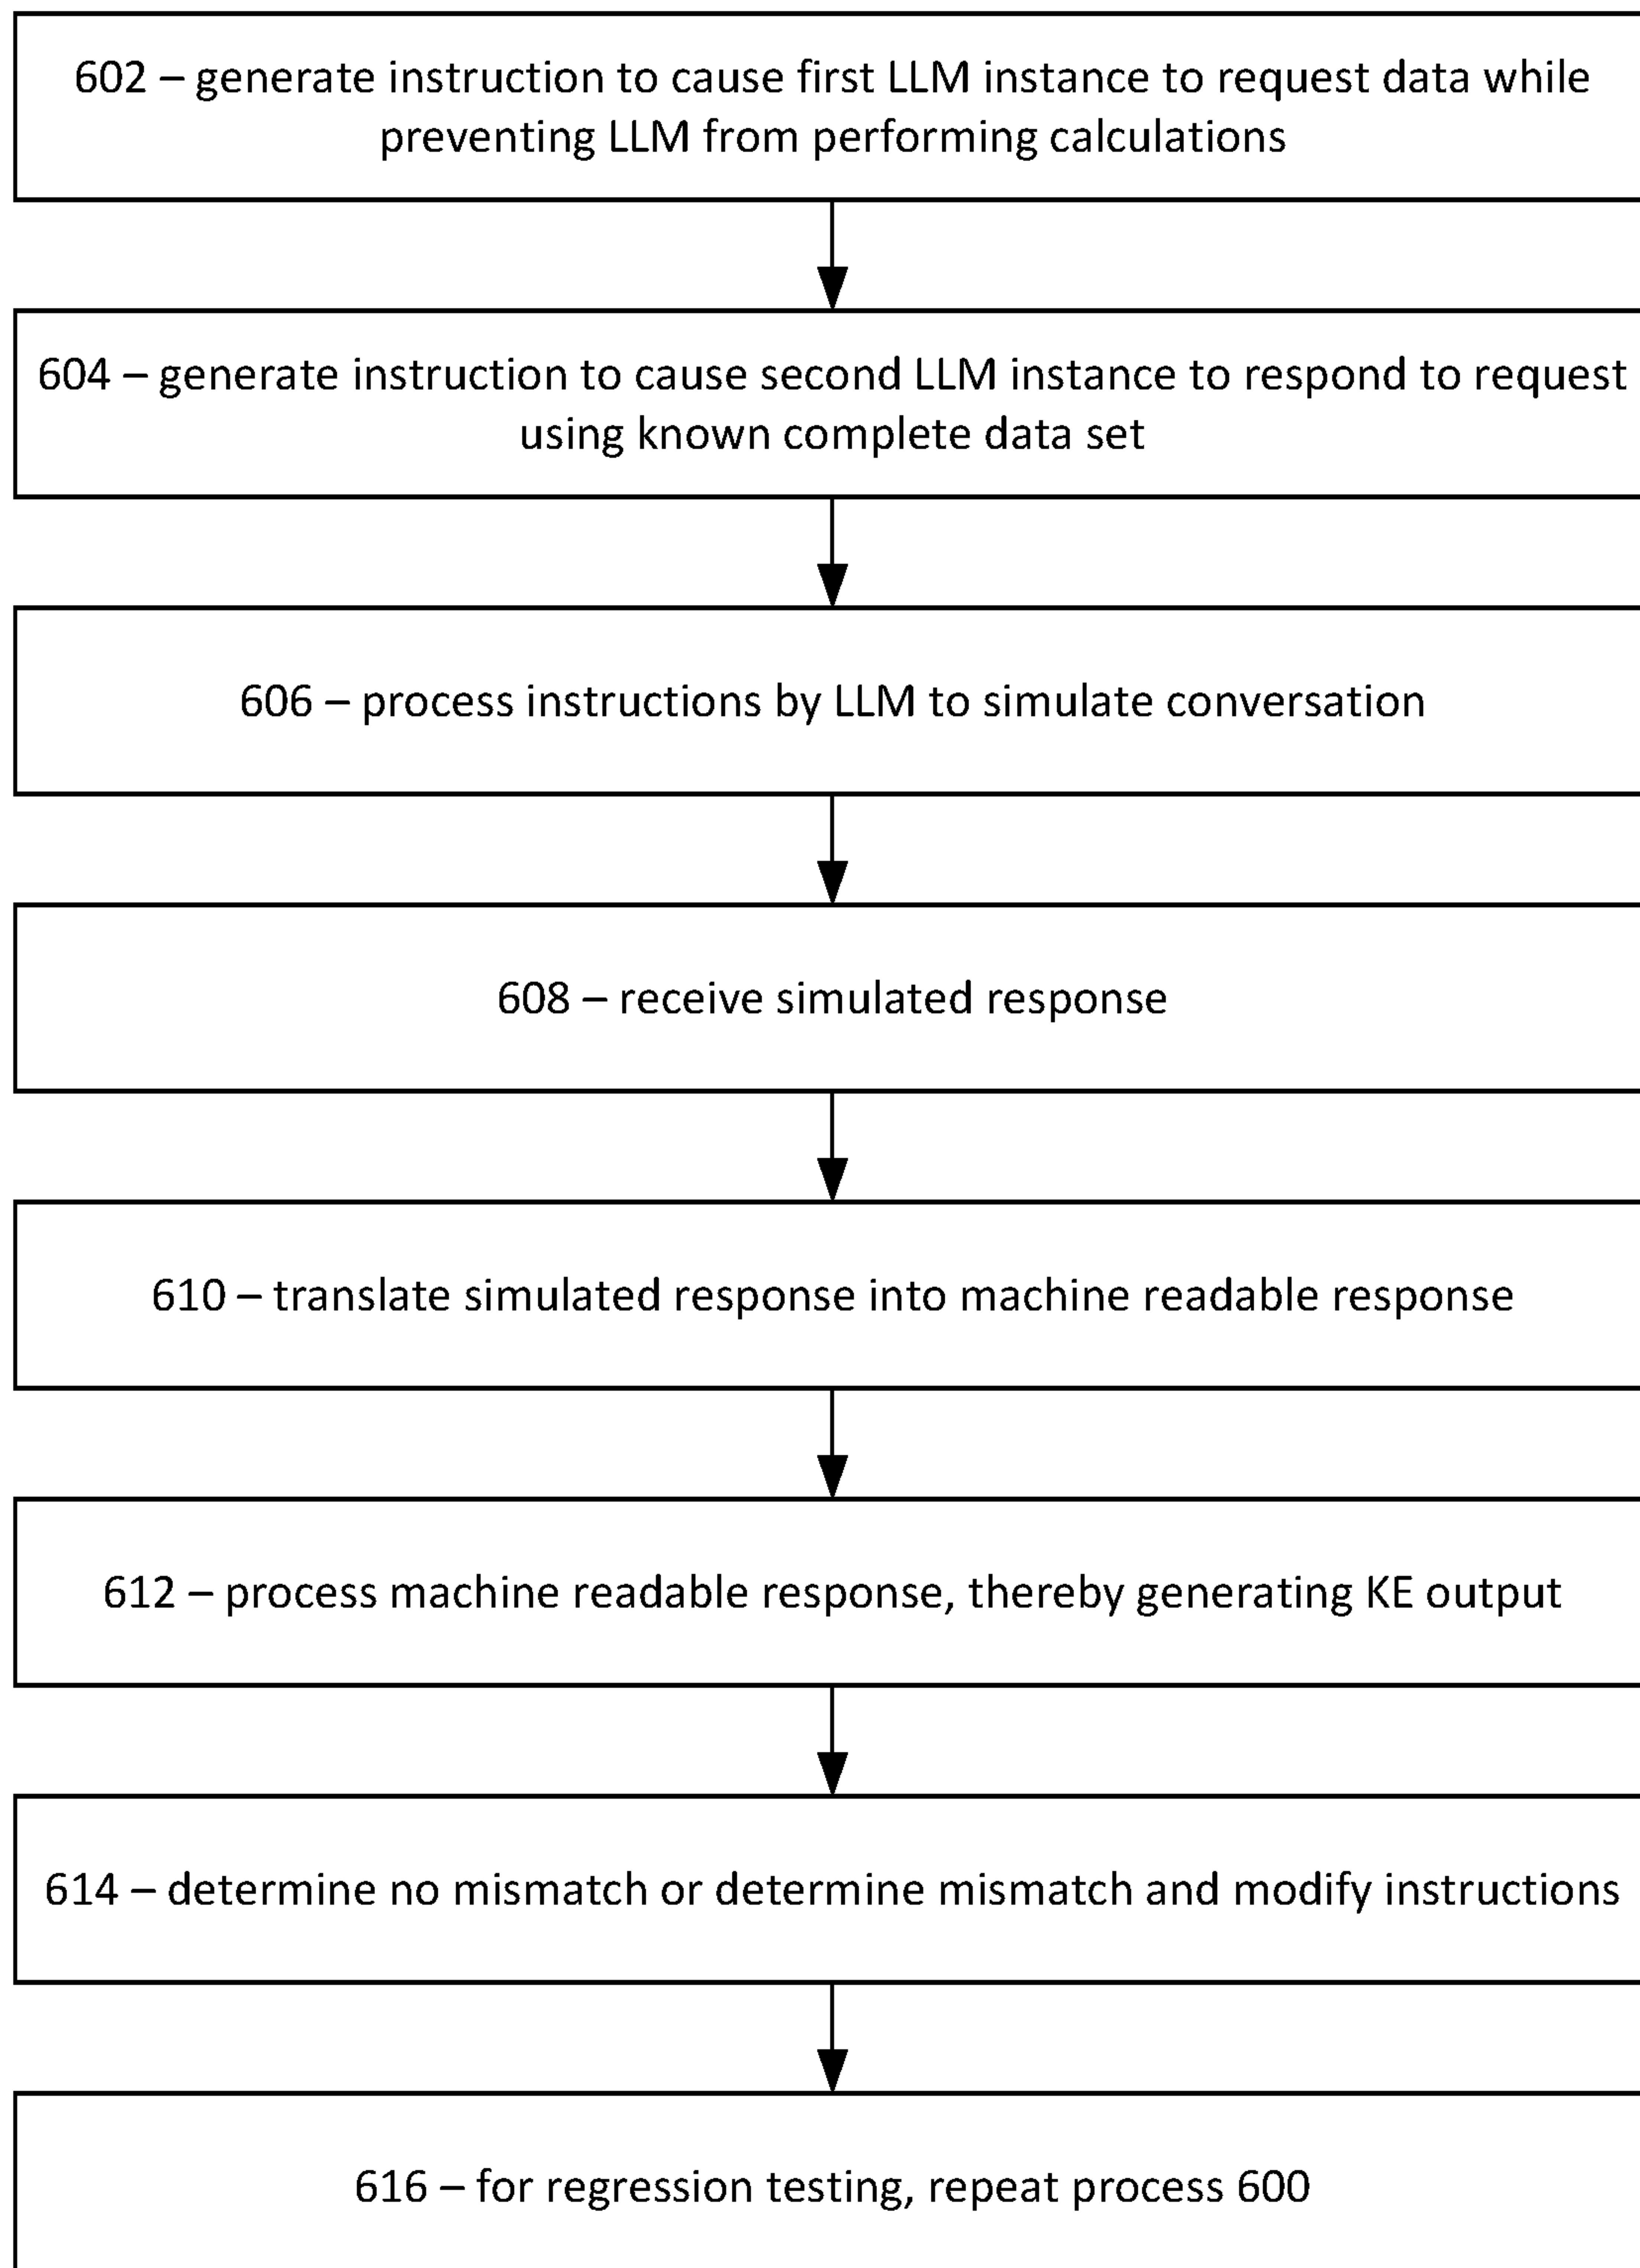 602 – generate instruction to cause first LLM instance to request data while
preventing LLM from performing calculations
604 – generate instruction to cause second LLM instance to respond to request
using known complete data set
606 – process instructions by LLM to simulate conversation
608 – receive simulated response
610 – translate simulated response into machine readable response
612 – process machine readable response, thereby generating KE output
614 – determine no mismatch or determine mismatch and modify instructions
616 – for regression testing, repeat process 600